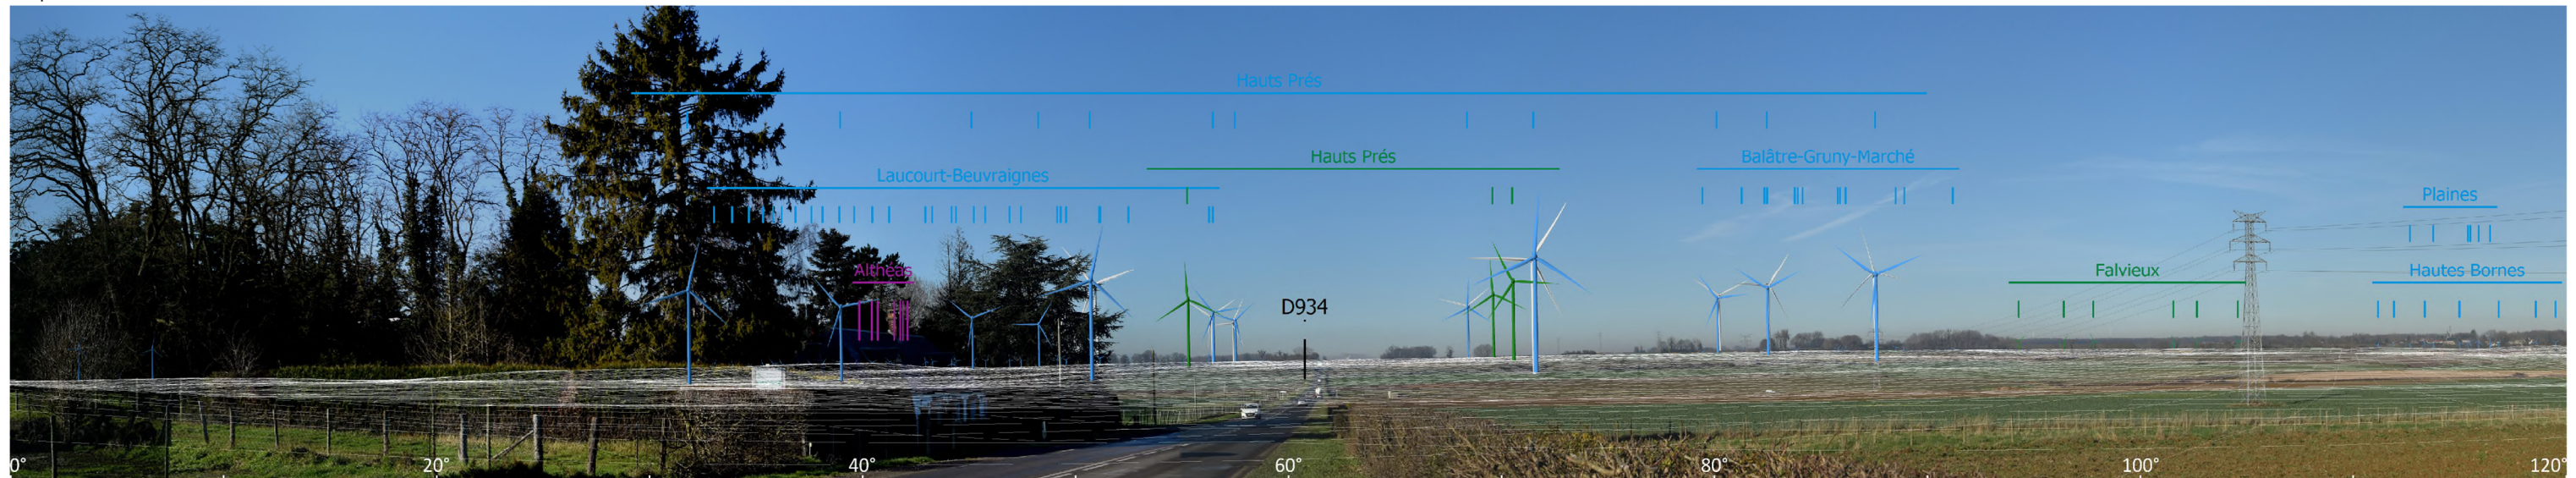 Hauts Prés
Hauts Prés
Balâtre-Gruny-Marché
Laucourt-Beuvraignes
Plaines
Althéas
Falvieux
Hautes Bornes
D934
0° 20° 40° 60° 80° 100° 120°